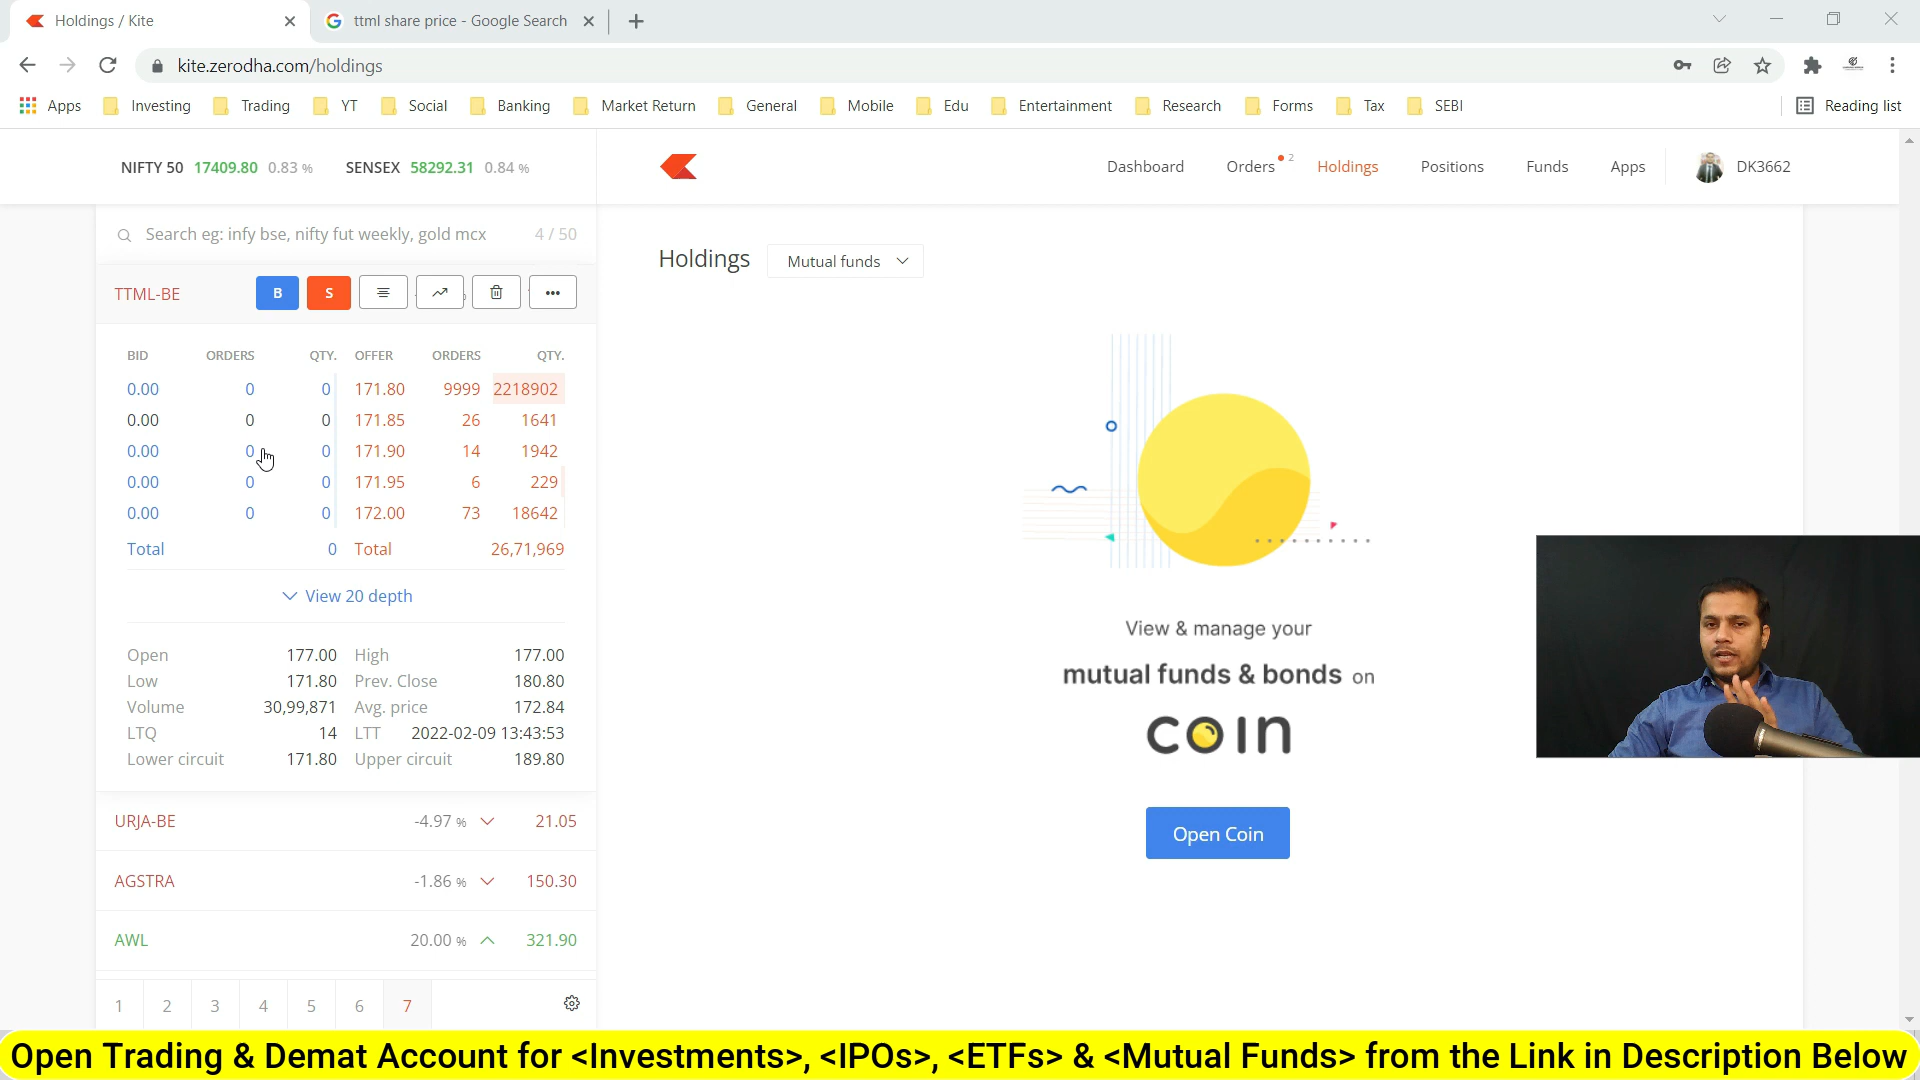 Holdings / Kite
ttml share price - Google Search
kite.zerodha.com/holdings
Apps Investing Trading YT Social Banking Market Return General Mobile Edu Entertainment Research Forms Tax SEBI Reading list
NIFTY 50 17409.80 0.83 % SENSEX 58292.31 0.84 %
Dashboard Orders 2 Holdings Positions Funds Apps DK3662
Search eg: infy bse, nifty fut weekly, gold mcx 4 / 50
Holdings Mutual funds
TTML-BE B S
BID ORDERS QTY. OFFER ORDERS QTY.
0.00 0 0 171.80 9999 2218902
0.00 0 0 171.85 26 1641
0.00 0 0 171.90 14 1942
0.00 0 0 171.95 6 229
0.00 0 0 172.00 73 18642
Total 0 Total 26,71,969
View 20 depth
Open 177.00 High 177.00
Low 171.80 Prev. Close 180.80
Volume 30,99,871 Avg. price 172.84
LTQ 14 LTT 2022-02-09 13:43:53
Lower circuit 171.80 Upper circuit 189.80
URJA-BE -4.97 % 21.05
AGSTRA -1.86 % 150.30
AWL 20.00 % 321.90
1 2 3 4 5 6 7
View & manage your
mutual funds & bonds on
coin
Open Coin
Open Trading & Demat Account for <Investments>, <IPOs>, <ETFs> & <Mutual Funds> from the Link in Description Below